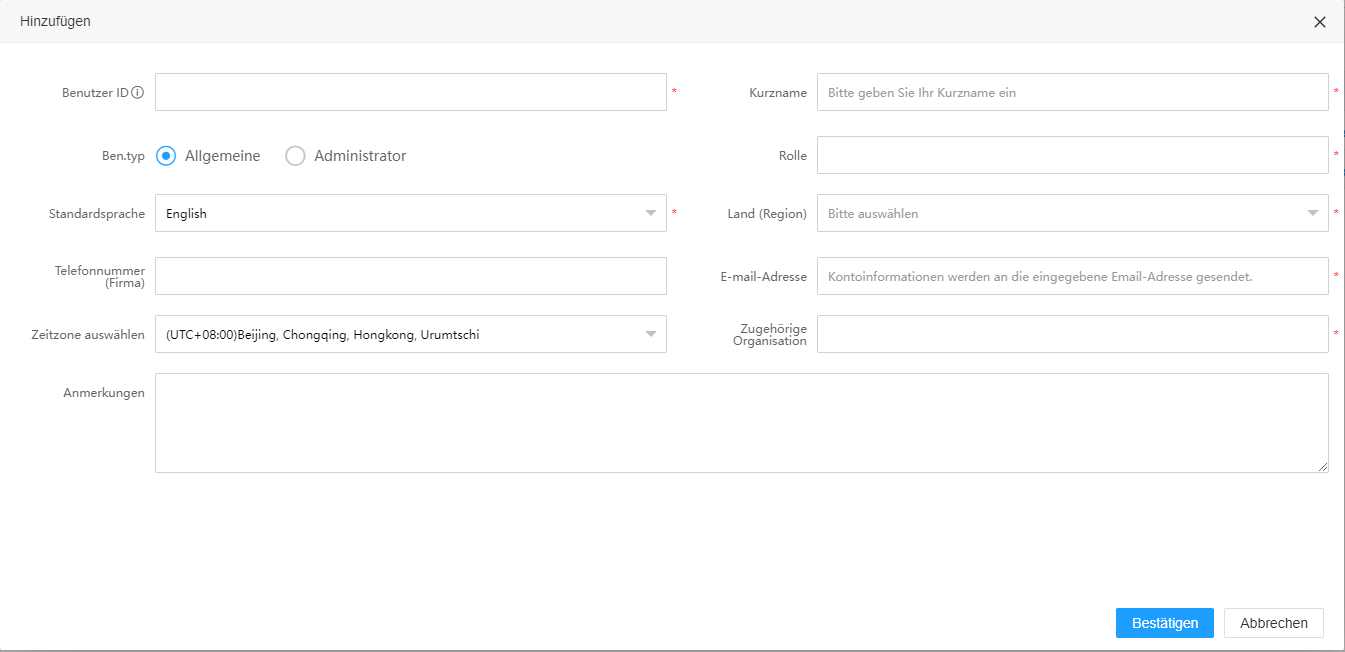 Hinzufügen
Benutzer ID
*
Kurzname
Bitte geben Sie Ihr Kurzname ein
*
Ben.typ
Allgemeine
Administrator
Rolle
*
Standardsprache
English
*
Land (Region)
Bitte auswählen
*
Telefonnummer
(Firma)
E-mail-Adresse
Kontoinformationen werden an die eingegebene Email-Adresse gesendet.
*
Zeitzone auswählen
(UTC+08:00)Beijing, Chongqing, Hongkong, Urumtschi
Zugehörige
Organisation
*
Anmerkungen
Bestätigen
Abbrechen